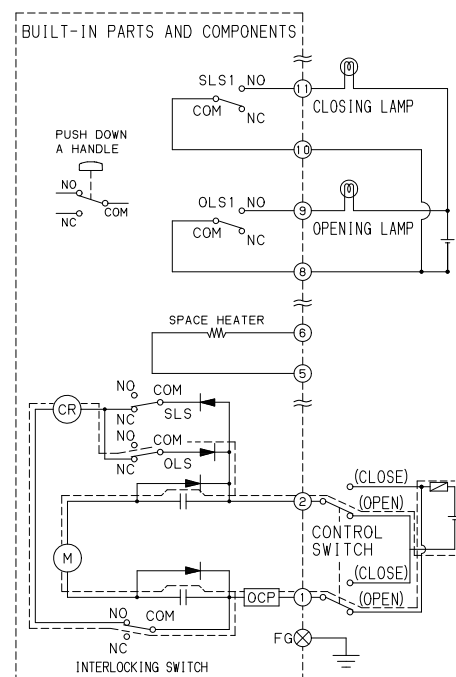 BUILT-IN PARTS AND COMPONENTS
SLS1 NO
11
COM
NC
CLOSING LAMP
10
PUSH DOWN
A HANDLE
NO
COM
NC
OLS1 NO
9
COM
NC
OPENING LAMP
8
SPACE HEATER
6
5
NO
COM
CR
NC
SLS
NO
COM
NC
OLS
(CLOSE)
2
(OPEN)
CONTROL
SWITCH
M
(CLOSE)
OCP
1
(OPEN)
NO
COM
NC
FG
INTERLOCKING SWITCH